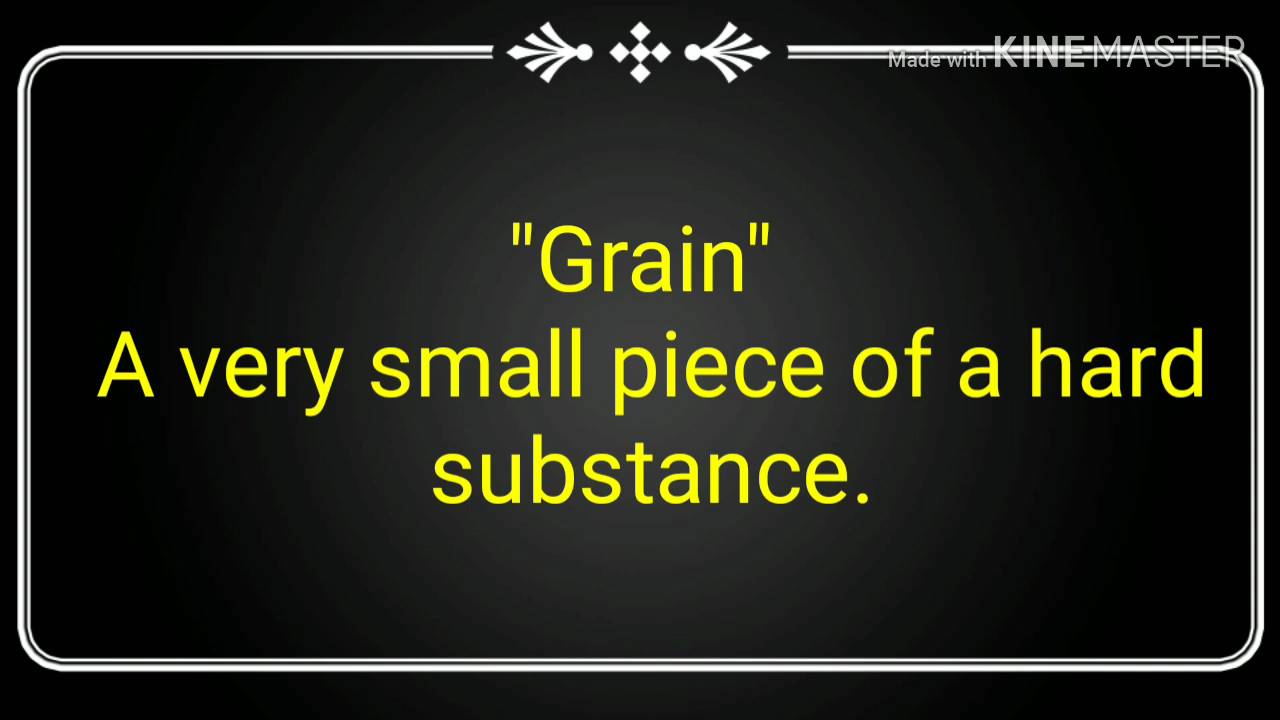 Made with KINEMASTER
"Grain"
A very small piece of a hard
substance.